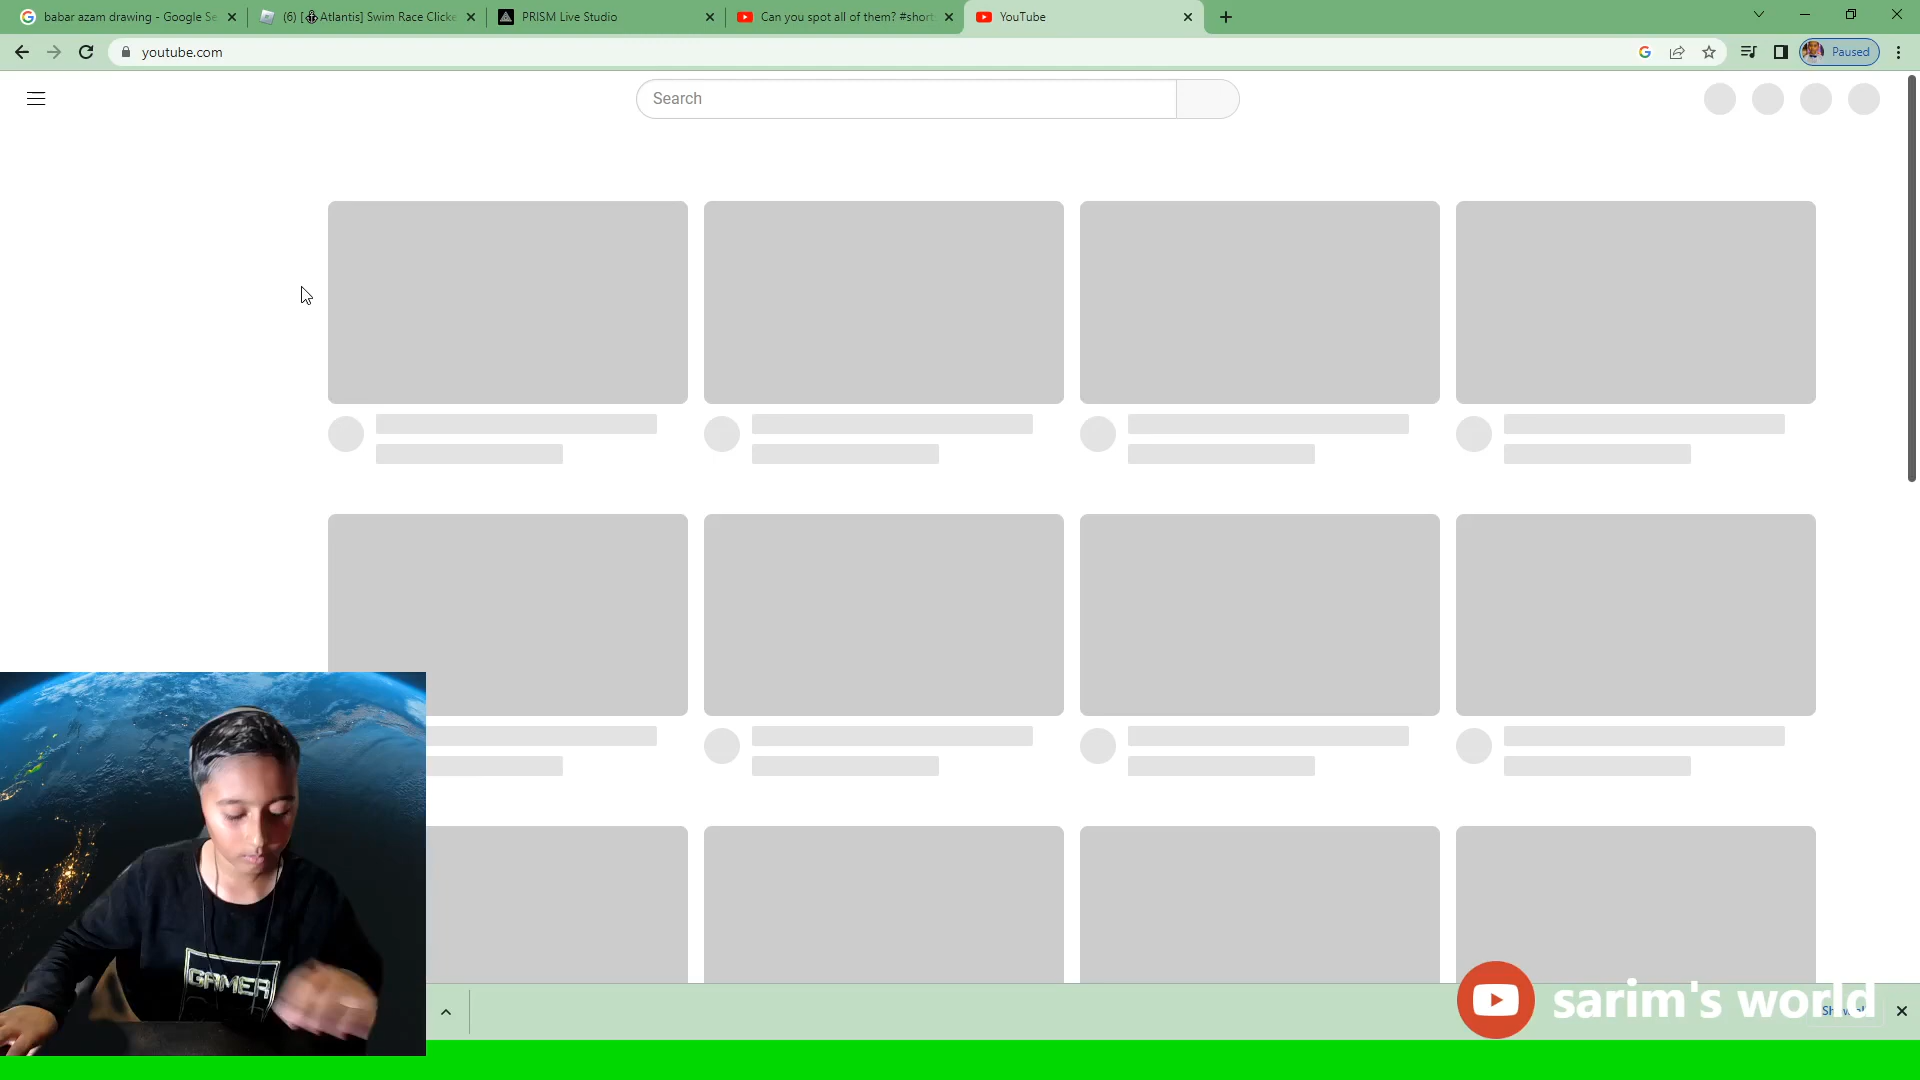 babar azam drawing - Google Se
(6) [ Atlantis] Swim Race Clicke
PRISM Live Studio
Can you spot all of them? #short
YouTube
youtube.com
Paused
Search
GAMER
sarim's world